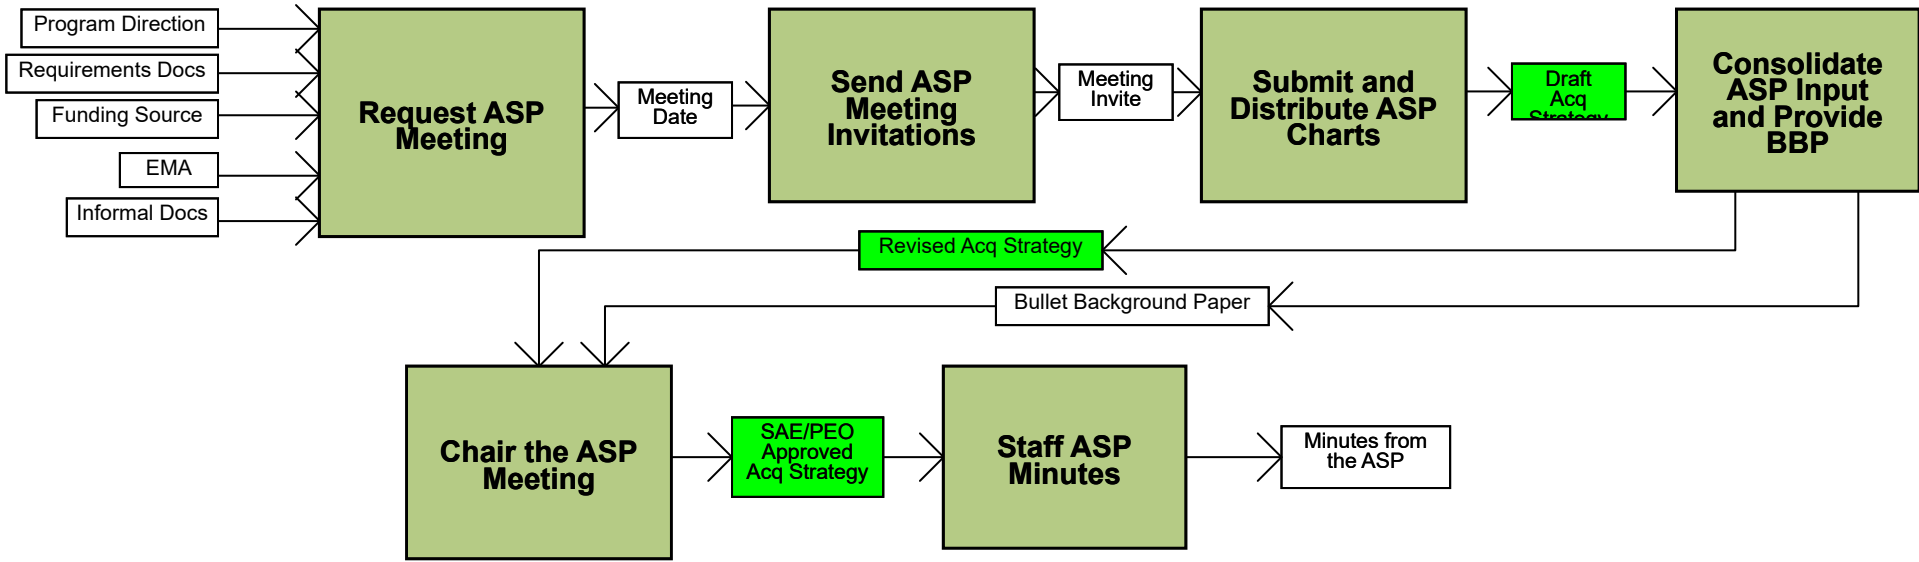 Program Direction
Requirements Docs
Funding Source
EMA
Informal Docs
Request ASP
Meeting
Meeting
Date
Send ASP
Meeting
Invitations
Meeting
Invite
Submit and
Distribute ASP
Charts
Draft
Acq
Strategy
Consolidate
ASP Input
and Provide
BBP
Revised Acq Strategy
Bullet Background Paper
Chair the ASP
Meeting
SAE/PEO
Approved
Acq Strategy
Staff ASP
Minutes
Minutes from
the ASP